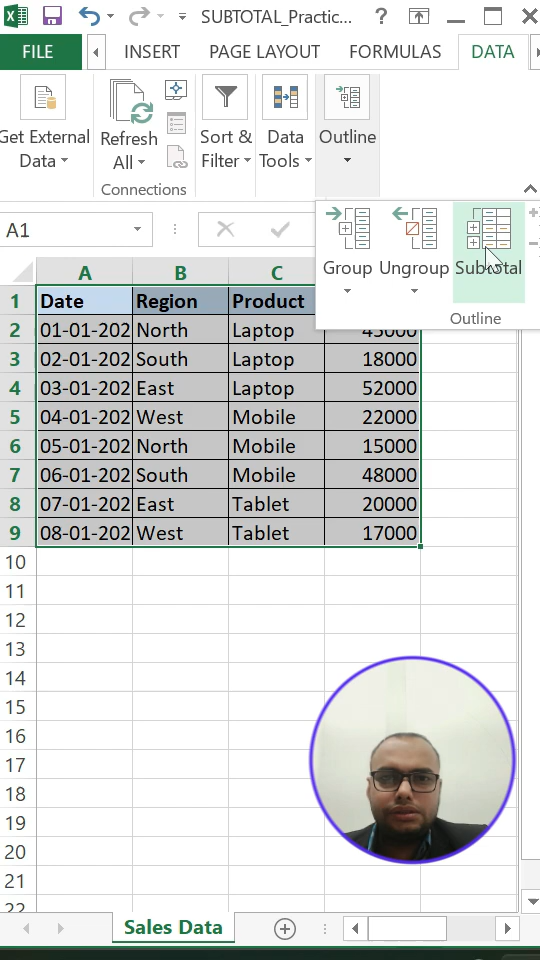 SUBTOTAL_Practic... ?
FILE INSERT PAGE LAYOUT FORMULAS DATA
Get External Data
Refresh All
Sort & Filter
Data Tools
Outline
Connections
A1
Group Ungroup Subtotal
Outline
A B C
1 Date Region Product
2 01-01-202 North Laptop 45000
3 02-01-202 South Laptop 18000
4 03-01-202 East Laptop 52000
5 04-01-202 West Mobile 22000
6 05-01-202 North Mobile 15000
7 06-01-202 South Mobile 48000
8 07-01-202 East Tablet 20000
9 08-01-202 West Tablet 17000
10
11
12
13
14
15
16
17
18
19
20
21
22
Sales Data